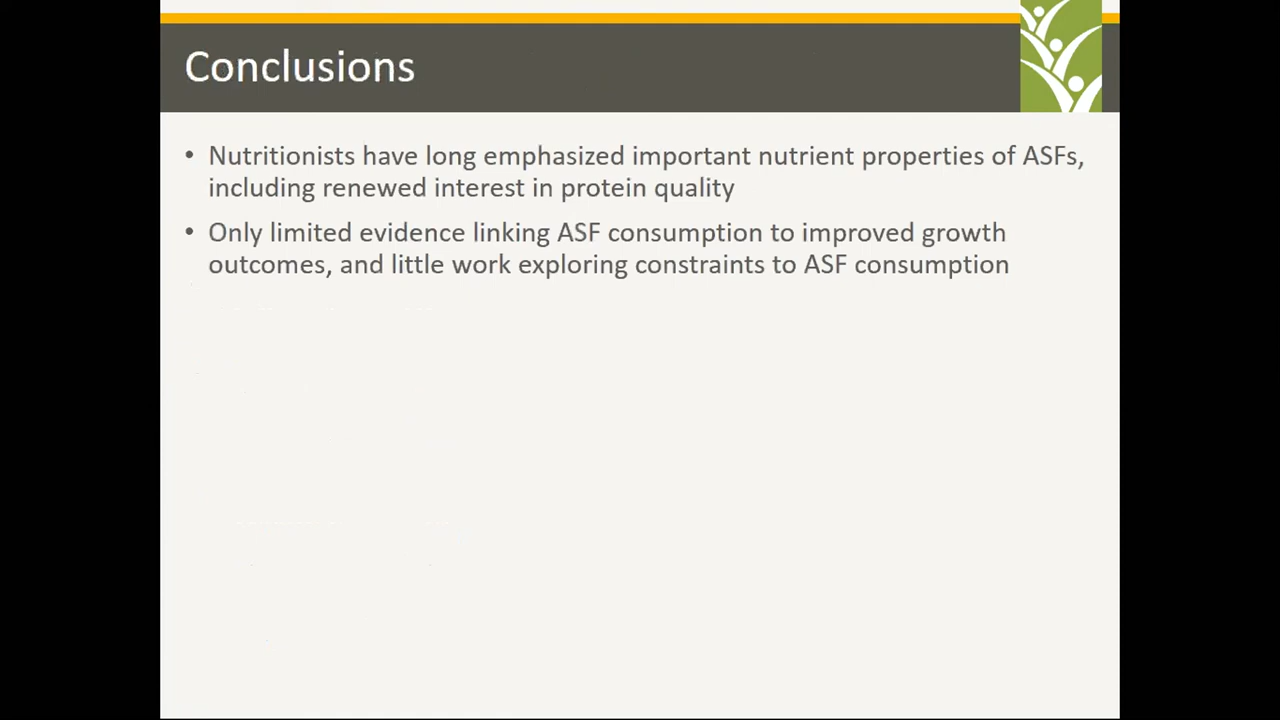 Conclusions
• Nutritionists have long emphasized important nutrient properties of ASFs,
including renewed interest in protein quality
• Only limited evidence linking ASF consumption to improved growth
outcomes, and little work exploring constraints to ASF consumption